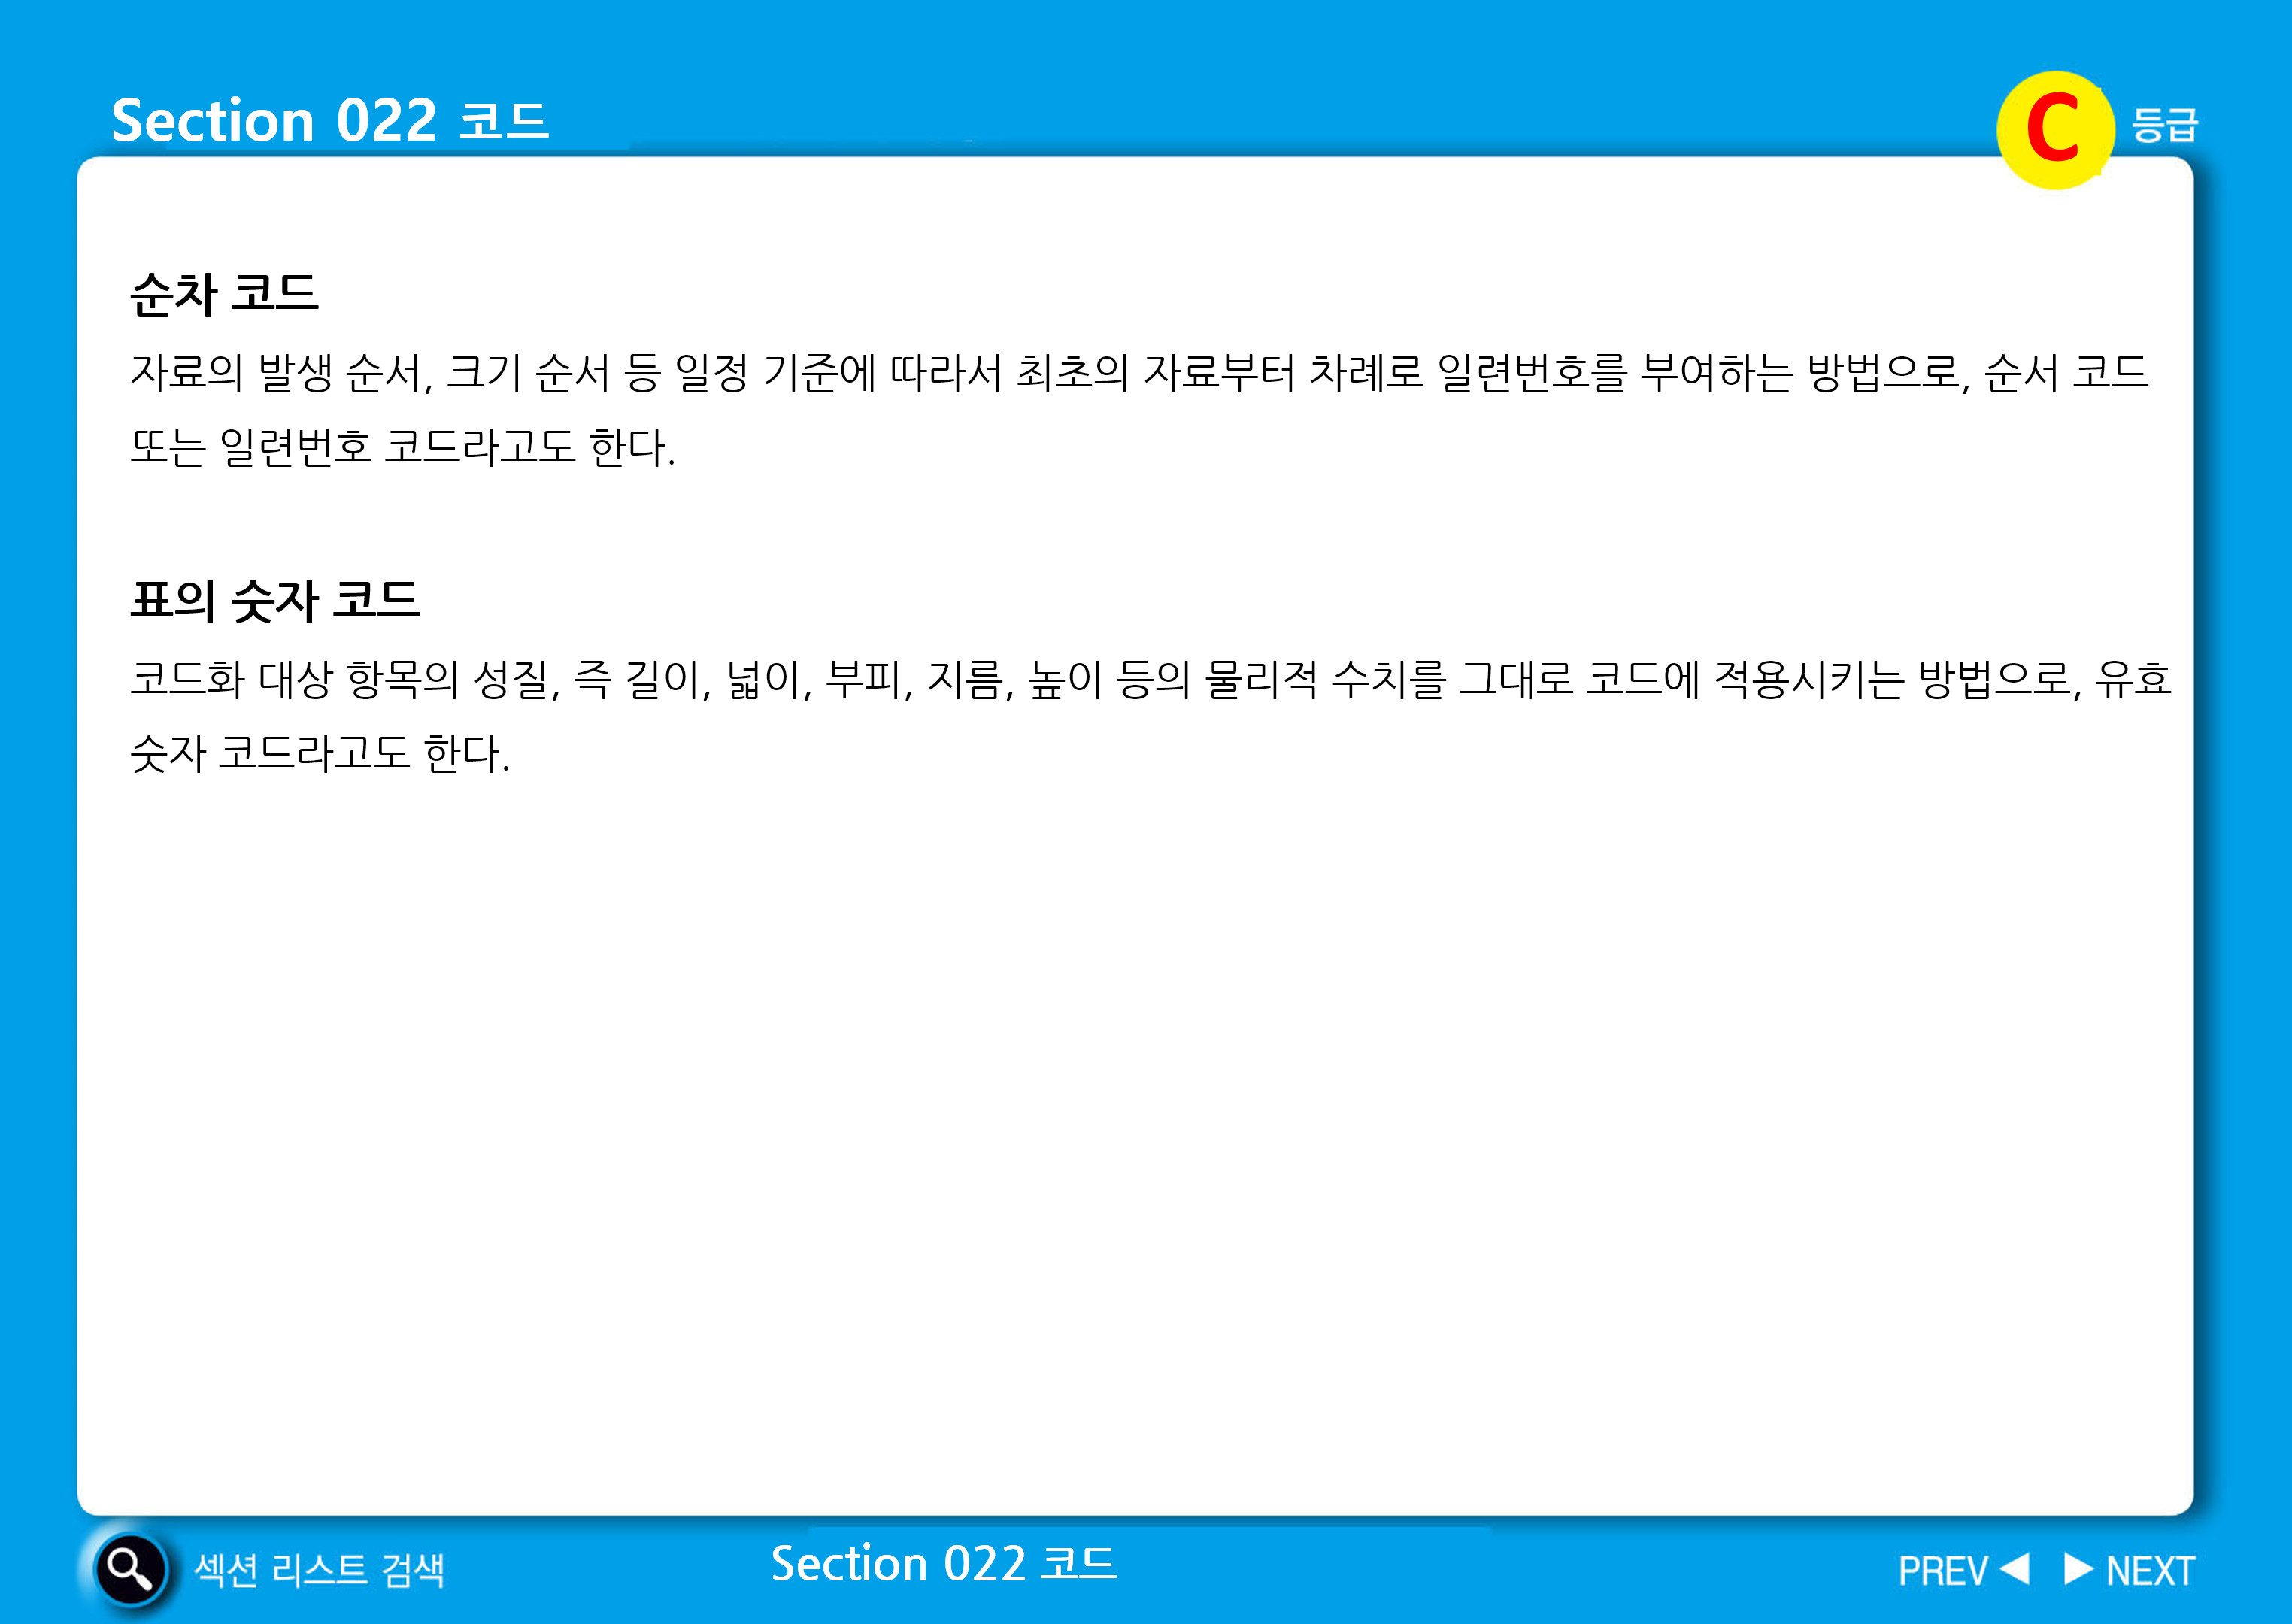 Section 022 코드
C 등급
순차 코드
자료의 발생 순서, 크기 순서 등 일정 기준에 따라서 최초의 자료부터 차례로 일련번호를 부여하는 방법으로, 순서 코드
또는 일련번호 코드라고도 한다.
표의 숫자 코드
코드화 대상 항목의 성질, 즉 길이, 넓이, 부피, 지름, 높이 등의 물리적 수치를 그대로 코드에 적용시키는 방법으로, 유효
숫자 코드라고도 한다.
섹션 리스트 검색
Section 022 코드
PREV ◀ ▶ NEXT